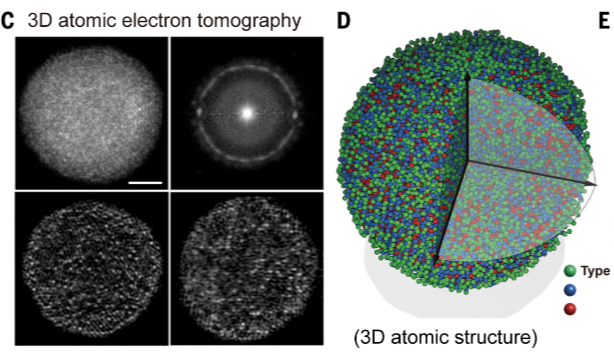 C 3D atomic electron tomography
D
E
Type
(3D atomic structure)